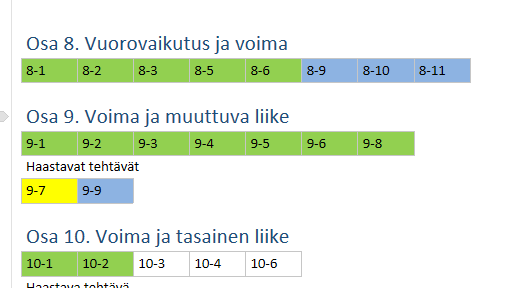 Osa 8. Vuorovaikutus ja voima
8-1 8-2 8-3 8-5 8-6 8-9 8-10 8-11
Osa 9. Voima ja muuttuva liike
9-1 9-2 9-3 9-4 9-5 9-6 9-8
Haastavat tehtävät
9-7 9-9
Osa 10. Voima ja tasainen liike
10-1 10-2 10-3 10-4 10-6
Haastava tehtävä